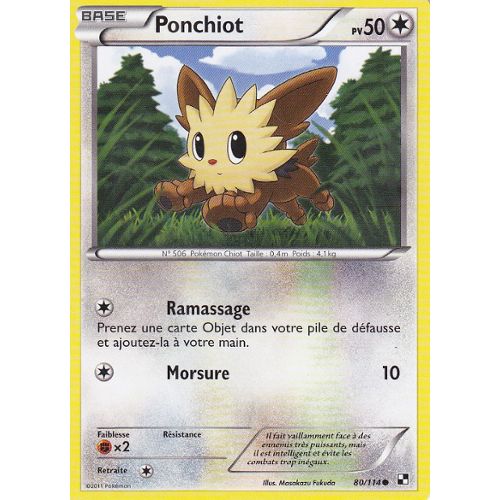 BASE
Ponchiot
PV50
N° 506 Pokémon Chiot Taille : 0,4m Poids : 4,1kg
Ramassage
Prenez une carte Objet dans votre pile de défausse
et ajoutez-la à votre main.
Morsure 10
Faiblesse
×2
Résistance
Retraite
Il fait vaillamment face à des
ennemis très puissants, mais
il est intelligent et évite les
combats trop inégaux.
©2011 Pokémon
Illus. Masakazu Fukuda
80/114